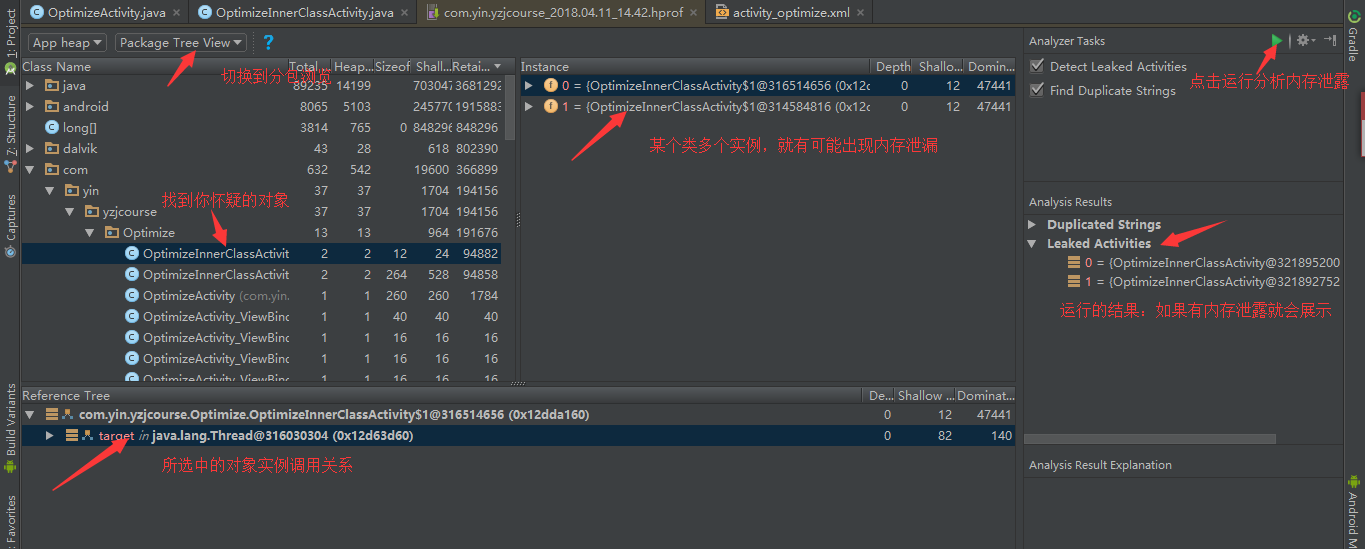 OptimizeActivity.java
OptimizeInnerClassActivity.java
com.yin.yzjcourse_2018.04.11_14.42.hprof
activity_optimize.xml
1: Project
Z: Structure
Captures
Build Variants
Favorites
Gradle
Android M
App heap
Package Tree View
?
切换到分包浏览
Class Name Total... Heap... Sizeof Shall... Retai...
java 89235 14199 703047 3681292
android 8065 5103 245770 1915883
long[] 3814 765 0 848296 848296
dalvik 43 28 618 802390
com 632 542 19600 366899
yin 37 37 1704 194156
yzjcourse 37 37 1704 194156
Optimize 13 13 964 191676
OptimizeInnerClassActivit 2 2 12 24 94882
OptimizeInnerClassActivit 2 2 264 528 94858
OptimizeActivity (com.yin. 1 1 260 260 1784
OptimizeActivity_ViewBinc 1 1 40 40 40
OptimizeActivity_ViewBinc 1 1 16 16 16
OptimizeActivity_ViewBinc 1 1 16 16 16
OptimizeActivity_ViewBinc 1 1 16 16 16
找到你怀疑的对象
Instance Depth Shallo... Domin...
0 = {OptimizeInnerClassActivity$1@316514656 (0x12c 0 12 47441
1 = {OptimizeInnerClassActivity$1@314584816 (0x12c 0 12 47441
某个类多个实例，就有可能出现内存泄漏
Analyzer Tasks
Detect Leaked Activities
Find Duplicate Strings
点击运行分析内存泄露
Analysis Results
Duplicated Strings
Leaked Activities
0 = {OptimizeInnerClassActivity@321895200
1 = {OptimizeInnerClassActivity@321892752
运行的结果：如果有内存泄露就会展示
Analysis Result Explanation
Reference Tree De... Shallow ... Dominat...
com.yin.yzjcourse.Optimize.OptimizeInnerClassActivity$1@316514656 (0x12dda160) 0 12 47441
target in java.lang.Thread@316030304 (0x12d63d60) 0 82 140
所选中的对象实例调用关系